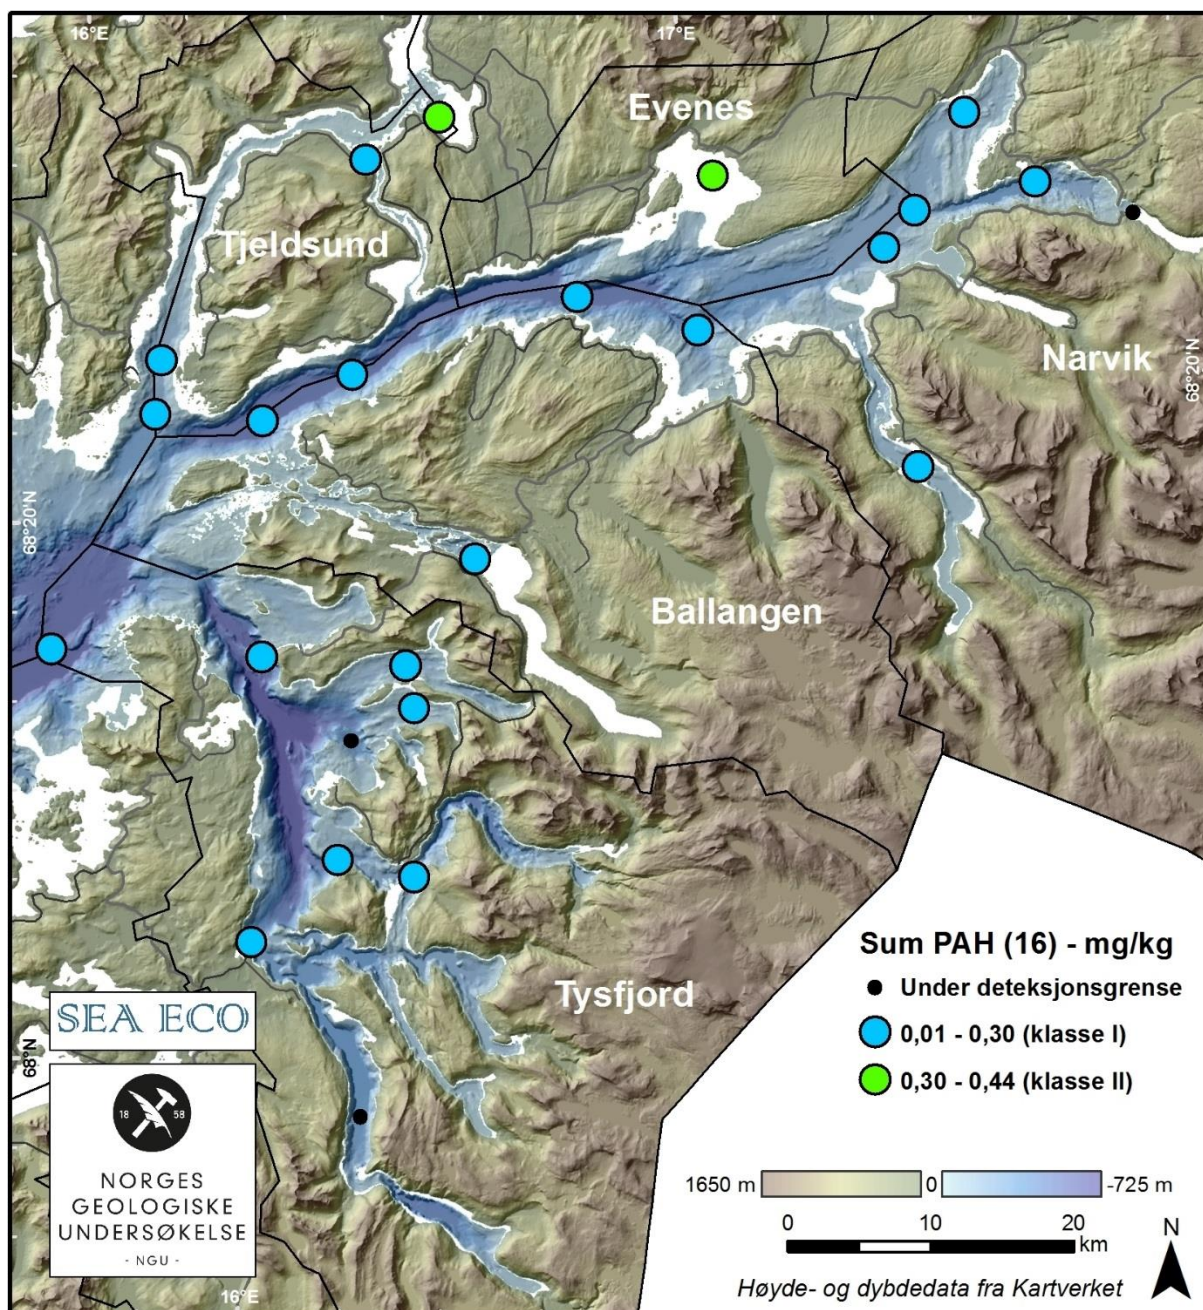 16°E
17°E
Evenes
Tjeldsund
Narvik
68°20'N
68°20'N
Ballangen
Tysfjord
68°N
Sum PAH (16) - mg/kg
Under deteksjonsgrense
0,01 - 0,30 (klasse I)
0,30 - 0,44 (klasse II)
SEA ECO
18 58
NORGES
GEOLOGISKE
UNDERSØKELSE
- NGU -
1650 m 0 -725 m
0 10 20
km
N
Høyde- og dybdedata fra Kartverket
16°E